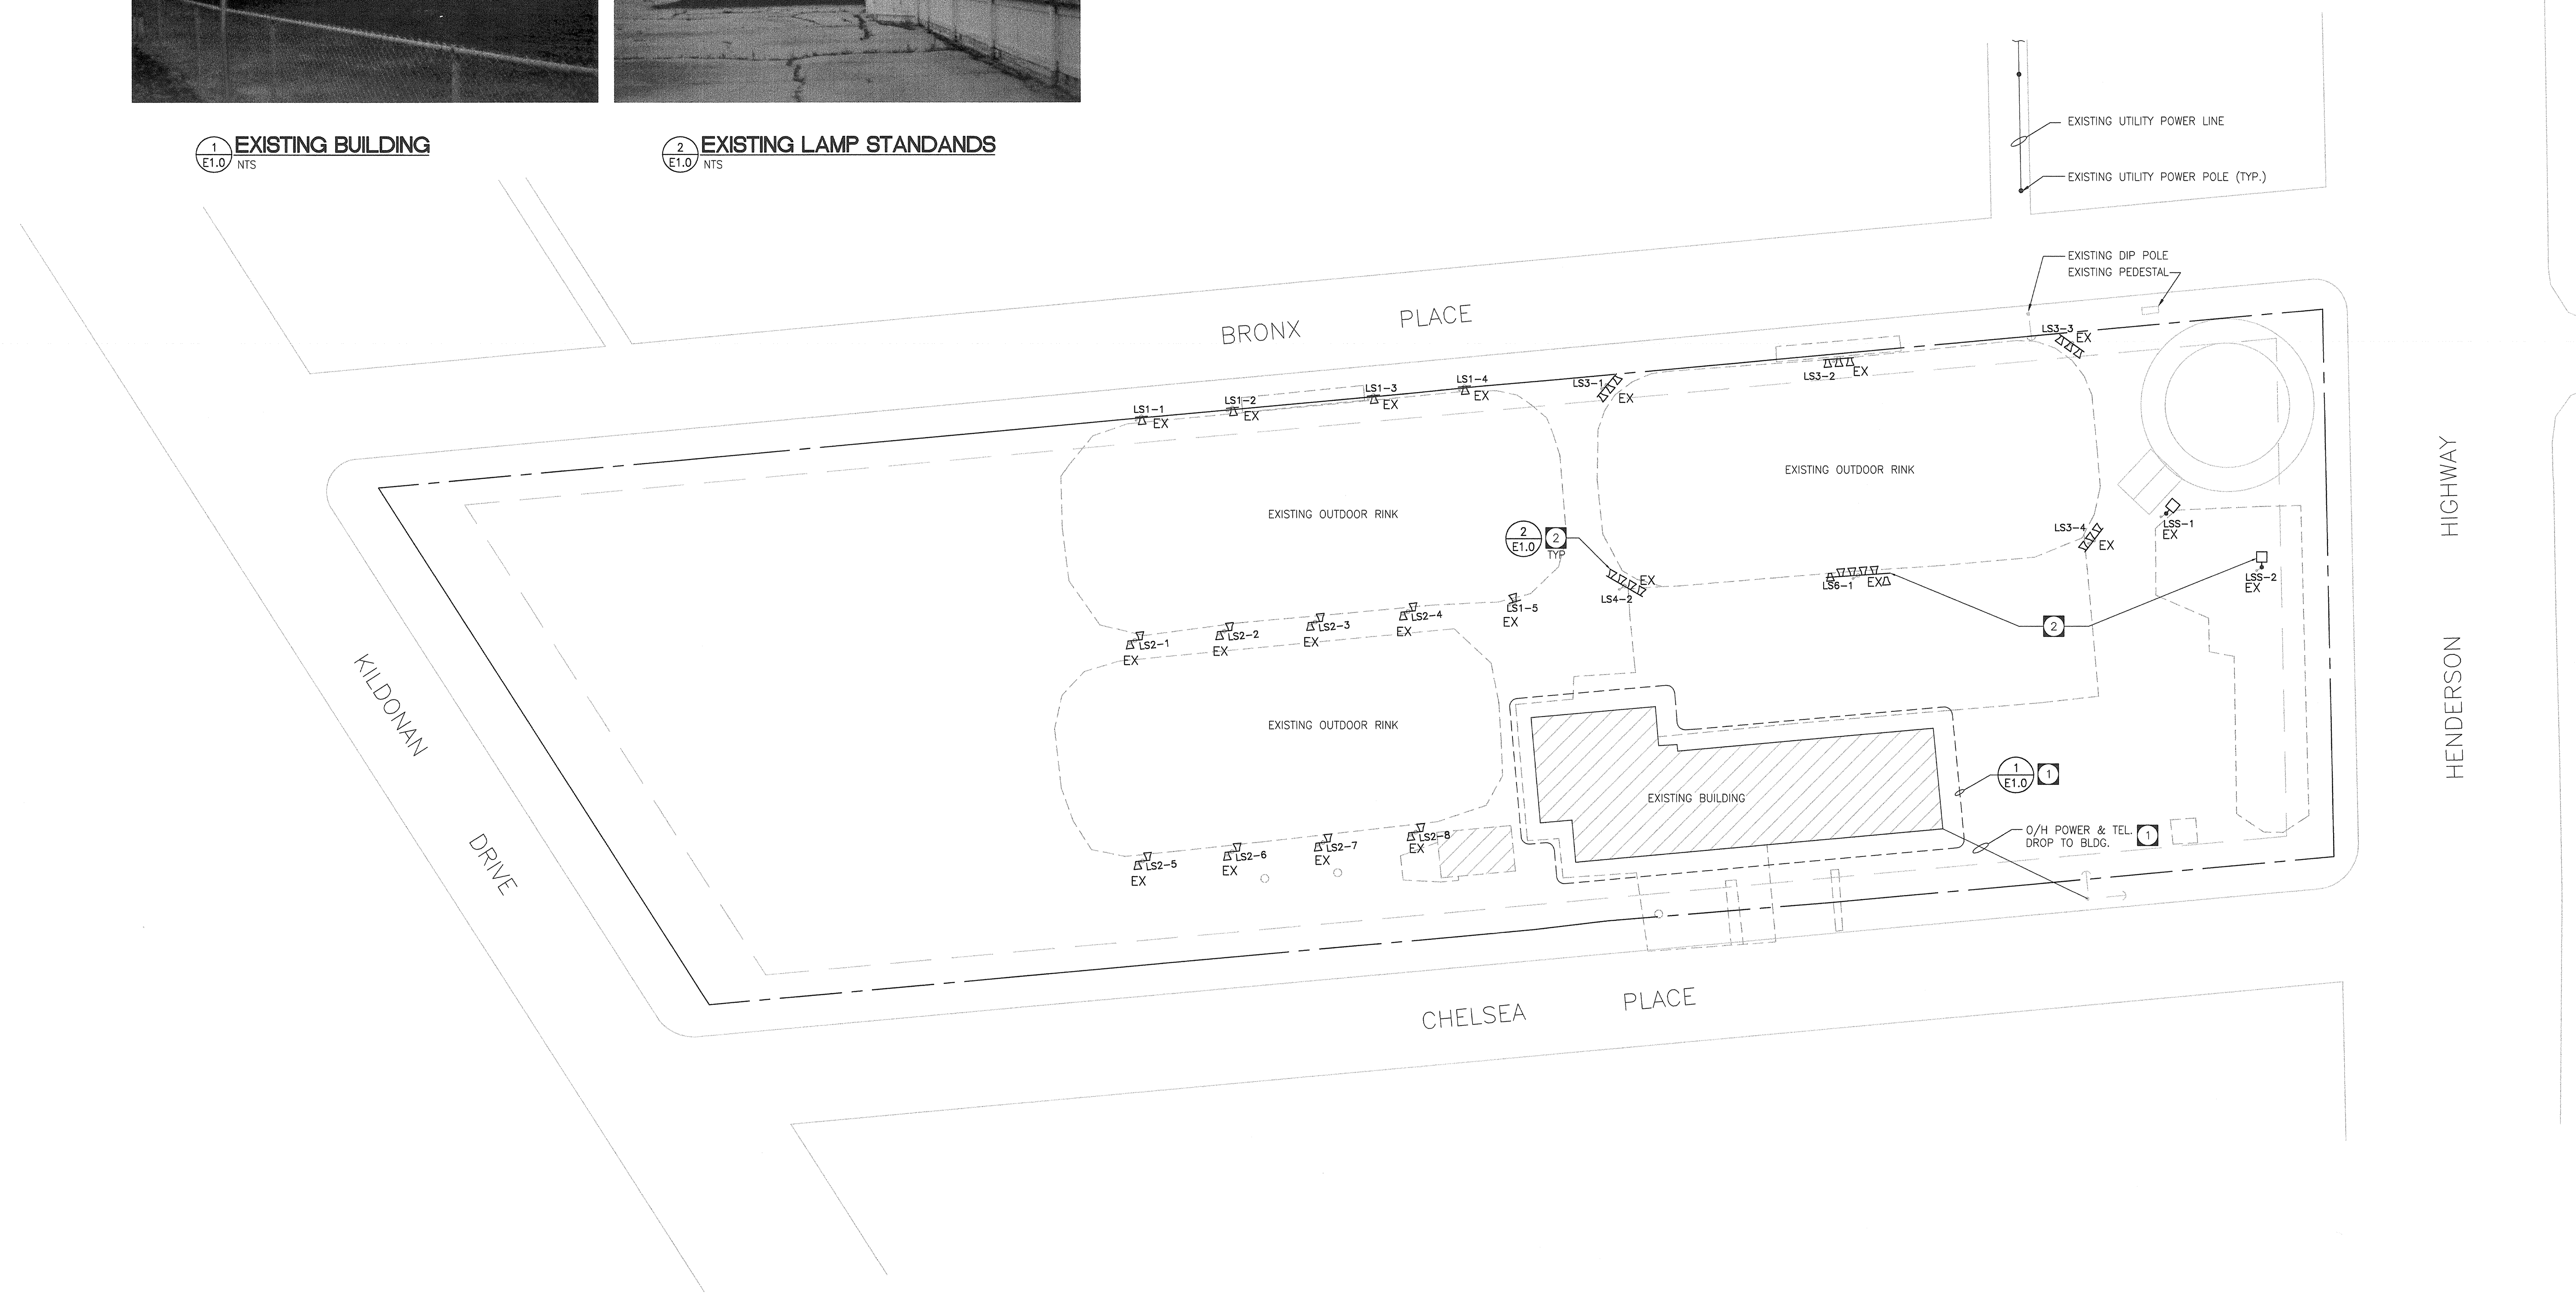 1
E1.0
EXISTING BUILDING
NTS
2
E1.0
EXISTING LAMP STANDARDS
NTS
EXISTING UTILITY POWER LINE
EXISTING UTILITY POWER POLE (TYP.)
EXISTING DIP POLE
EXISTING PEDESTAL
BRONX PLACE
LS3-3
EX
LS3-2
EX
LS3-1
EX
LS1-4
EX
LS1-3
EX
LS1-2
EX
LS1-1
EX
EXISTING OUTDOOR RINK
EXISTING OUTDOOR RINK
HENDERSON HIGHWAY
2
E1.0
2
TYP
LS3-4
EX
LSS-1
EX
LSS-2
EX
LS4-2
EX
LS6-1
EX
2
LS1-5
EX
LS2-4
EX
LS2-3
EX
LS2-2
EX
LS2-1
EX
KILDONAN DRIVE
EXISTING OUTDOOR RINK
EXISTING BUILDING
1
E1.0
1
O/H POWER & TEL.
DROP TO BLDG.
1
LS2-8
EX
LS2-7
EX
LS2-6
EX
LS2-5
EX
CHELSEA PLACE